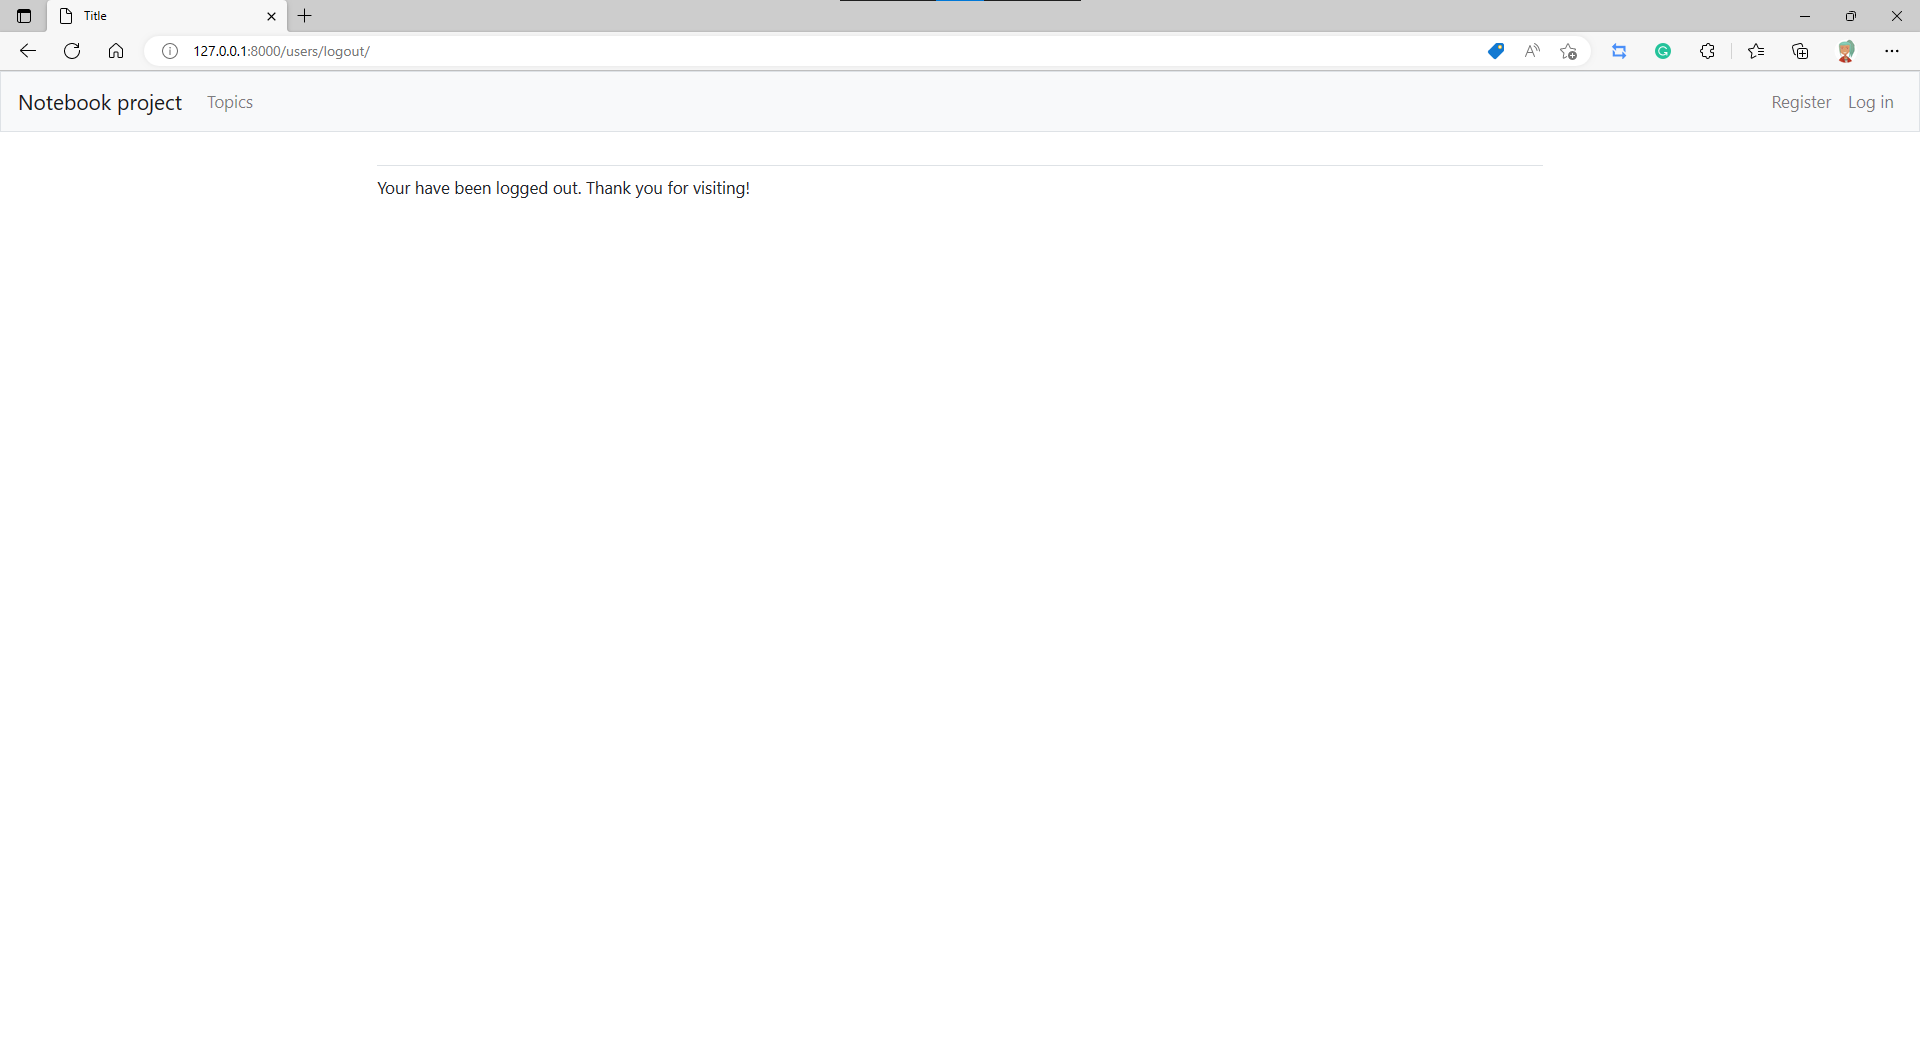 Title
127.0.0.1:8000/users/logout/
Notebook project Topics Register Log in
Your have been logged out. Thank you for visiting!